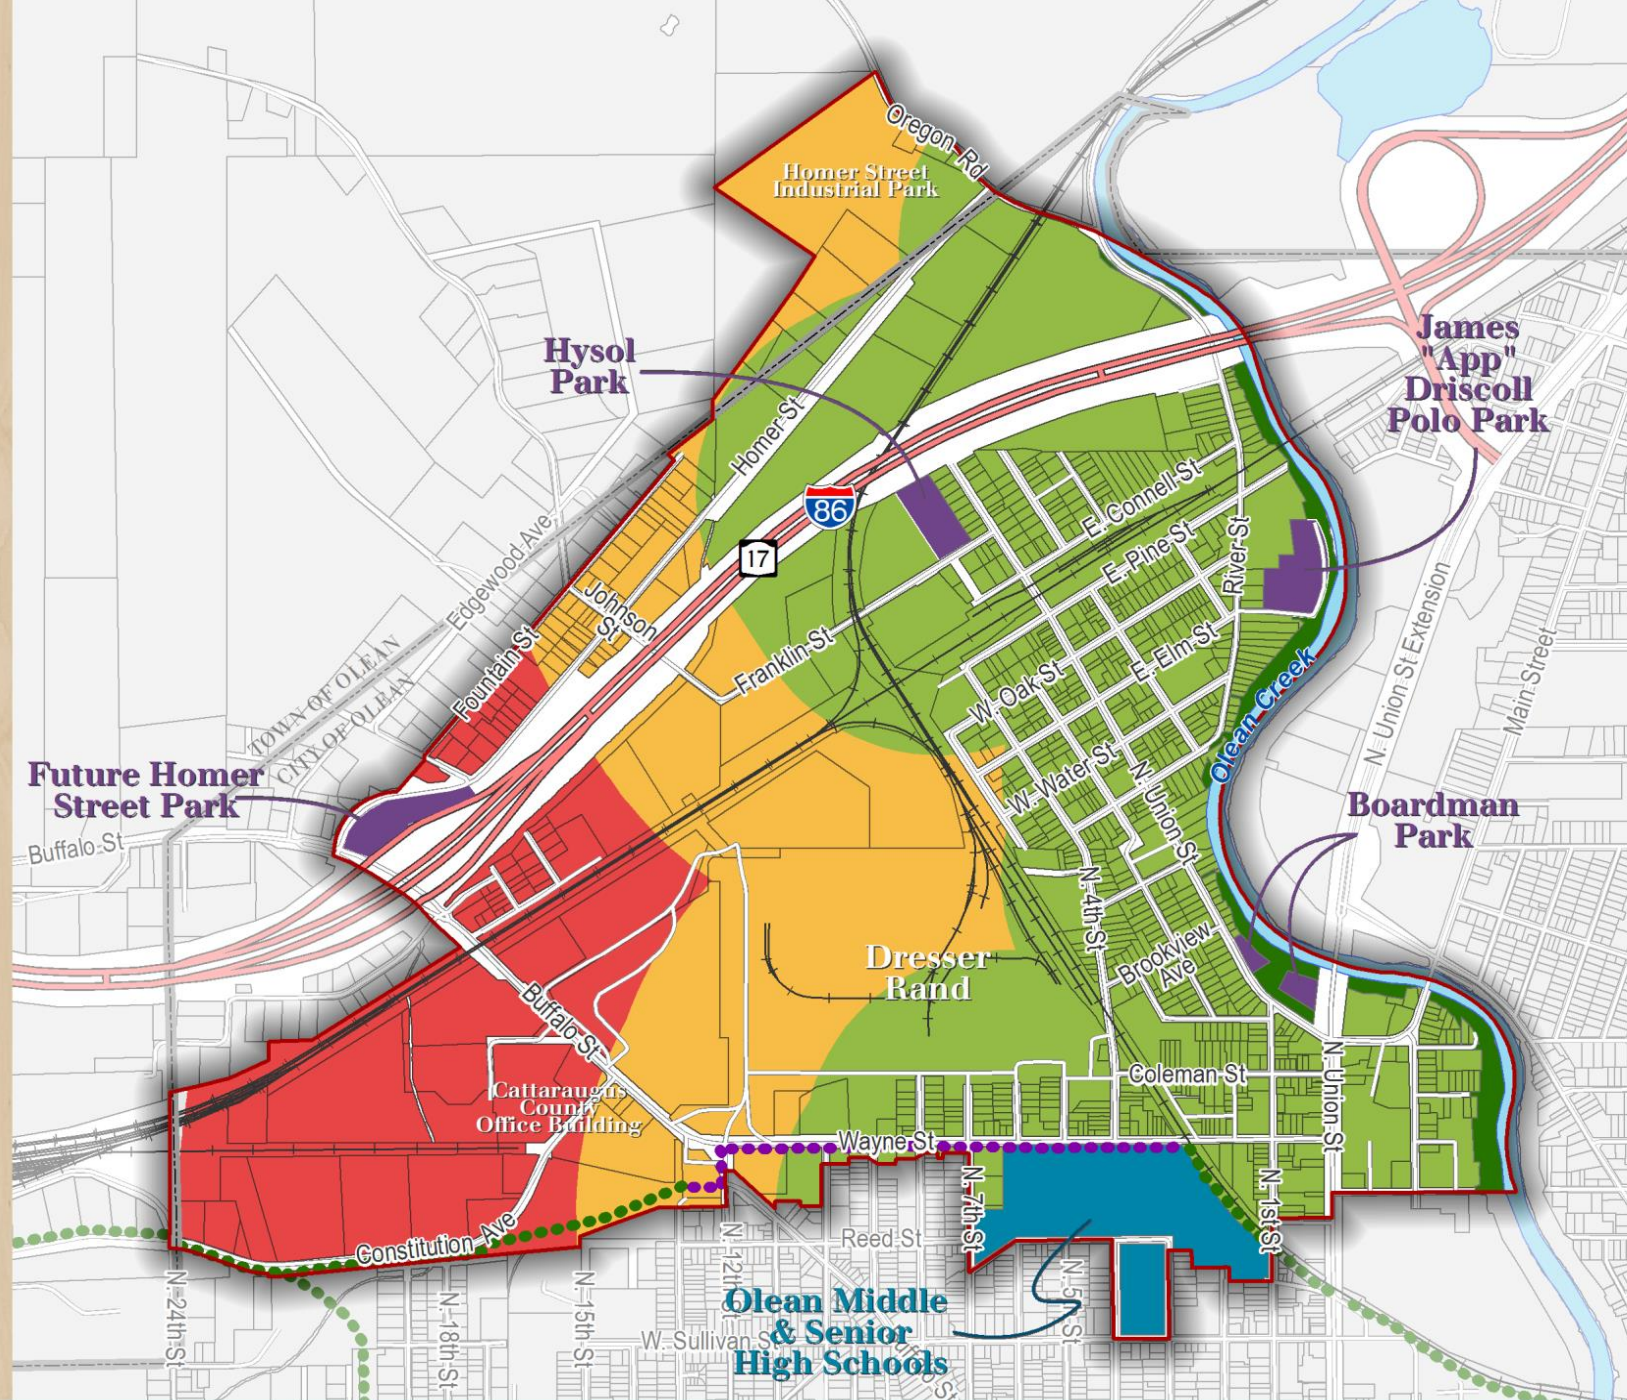 Oregon Rd
Homer Street
Industrial Park
Hysol
Park
James
"App"
Driscoll
Polo Park
Homer St
86
17
E. Connell St
E. Pine St
River St
Edgewood Ave
Johnson
St
Fountain St
Franklin St
E. Elm St
W. Oak St
TOWN OF OLEAN
CITY OF OLEAN
Olean Creek
N. Union St Extension
Main Street
Future Homer
Street Park
Buffalo St
W. Water St
N. Union St
Boardman
Park
N. 4th St
Brookview
Ave
Dresser
Rand
Buffalo St
Cattaraugus
County
Office Building
Coleman St
N. Union St
Wayne St
N. 7th St
N. 1st St
Constitution Ave
Reed St
N. 24th St
N. 18th St
N. 15th St
N. 12th St
N. 5th St
W. Sullivan St
Buffalo St
Olean Middle
& Senior
High Schools